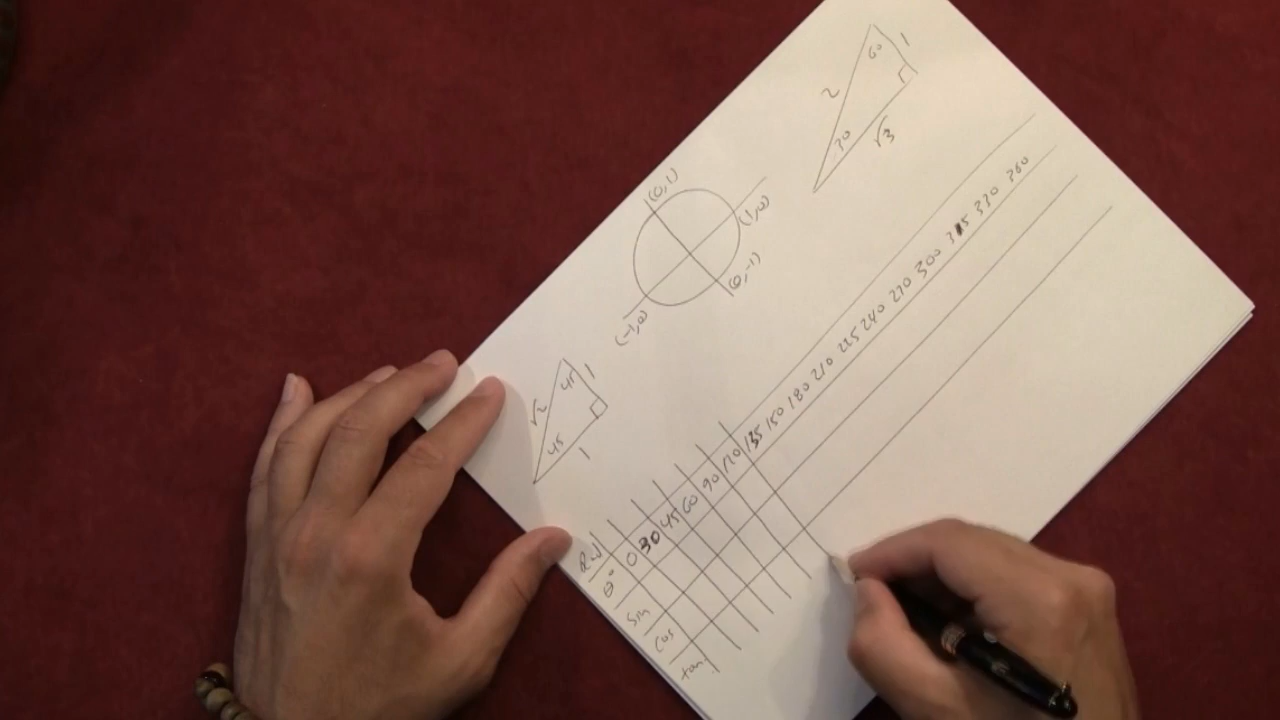 60
1
2
30
√3
(0,1)
(1,0)
(-1,0)
(0,-1)
45
1
√2
45
1
Rad
θ° 0 30 45 60 90 120 135 150 180 210 225 240 270 300 315 330 360
Sin
Cos
tan